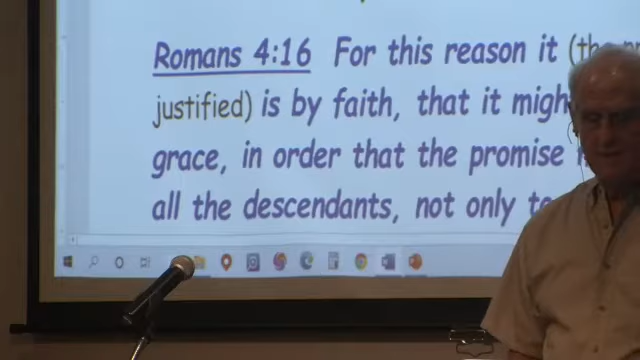 Romans 4:16 For this reason it (the
justified) is by faith, that it migh
grace, in order that the promise
all the descendants, not only to